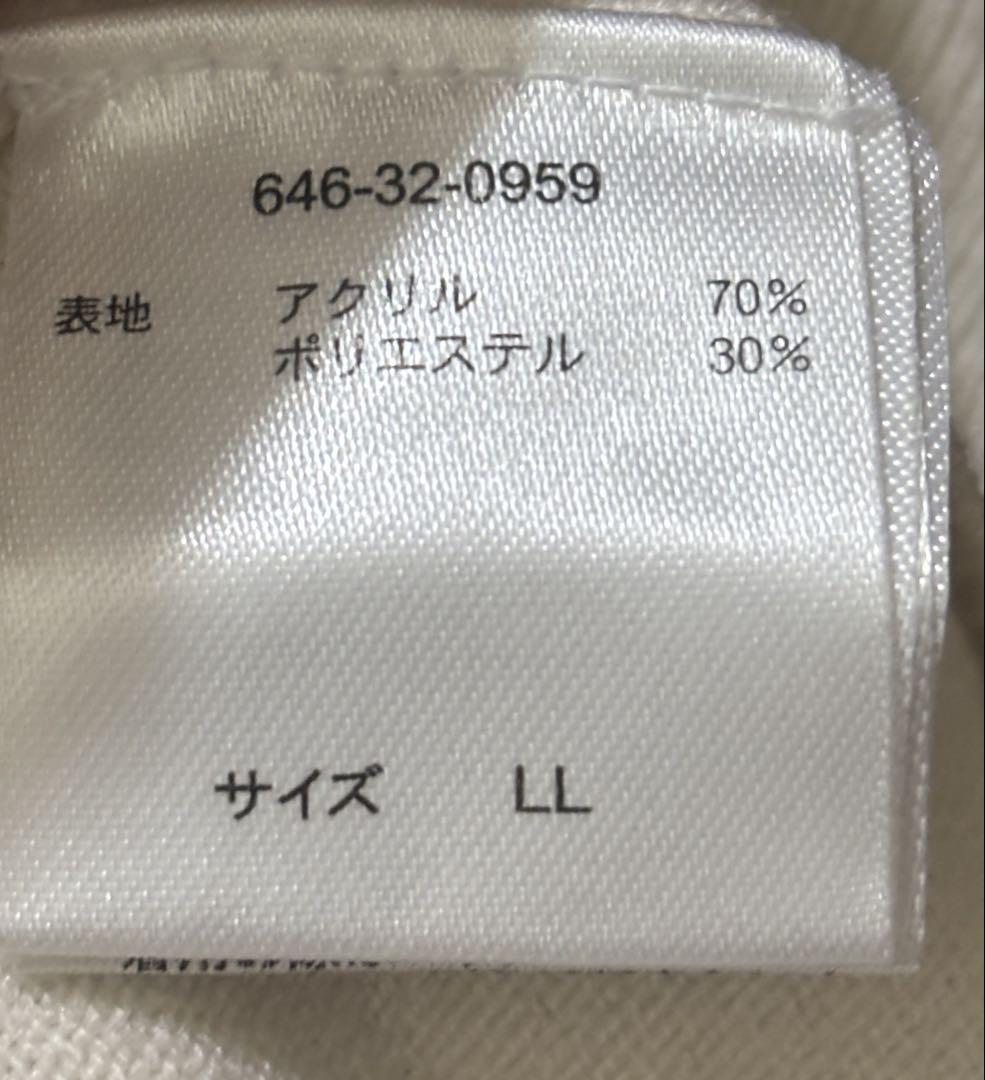 646-32-0959
表地 アクリル 70%
ポリエステル 30%
サイズ LL